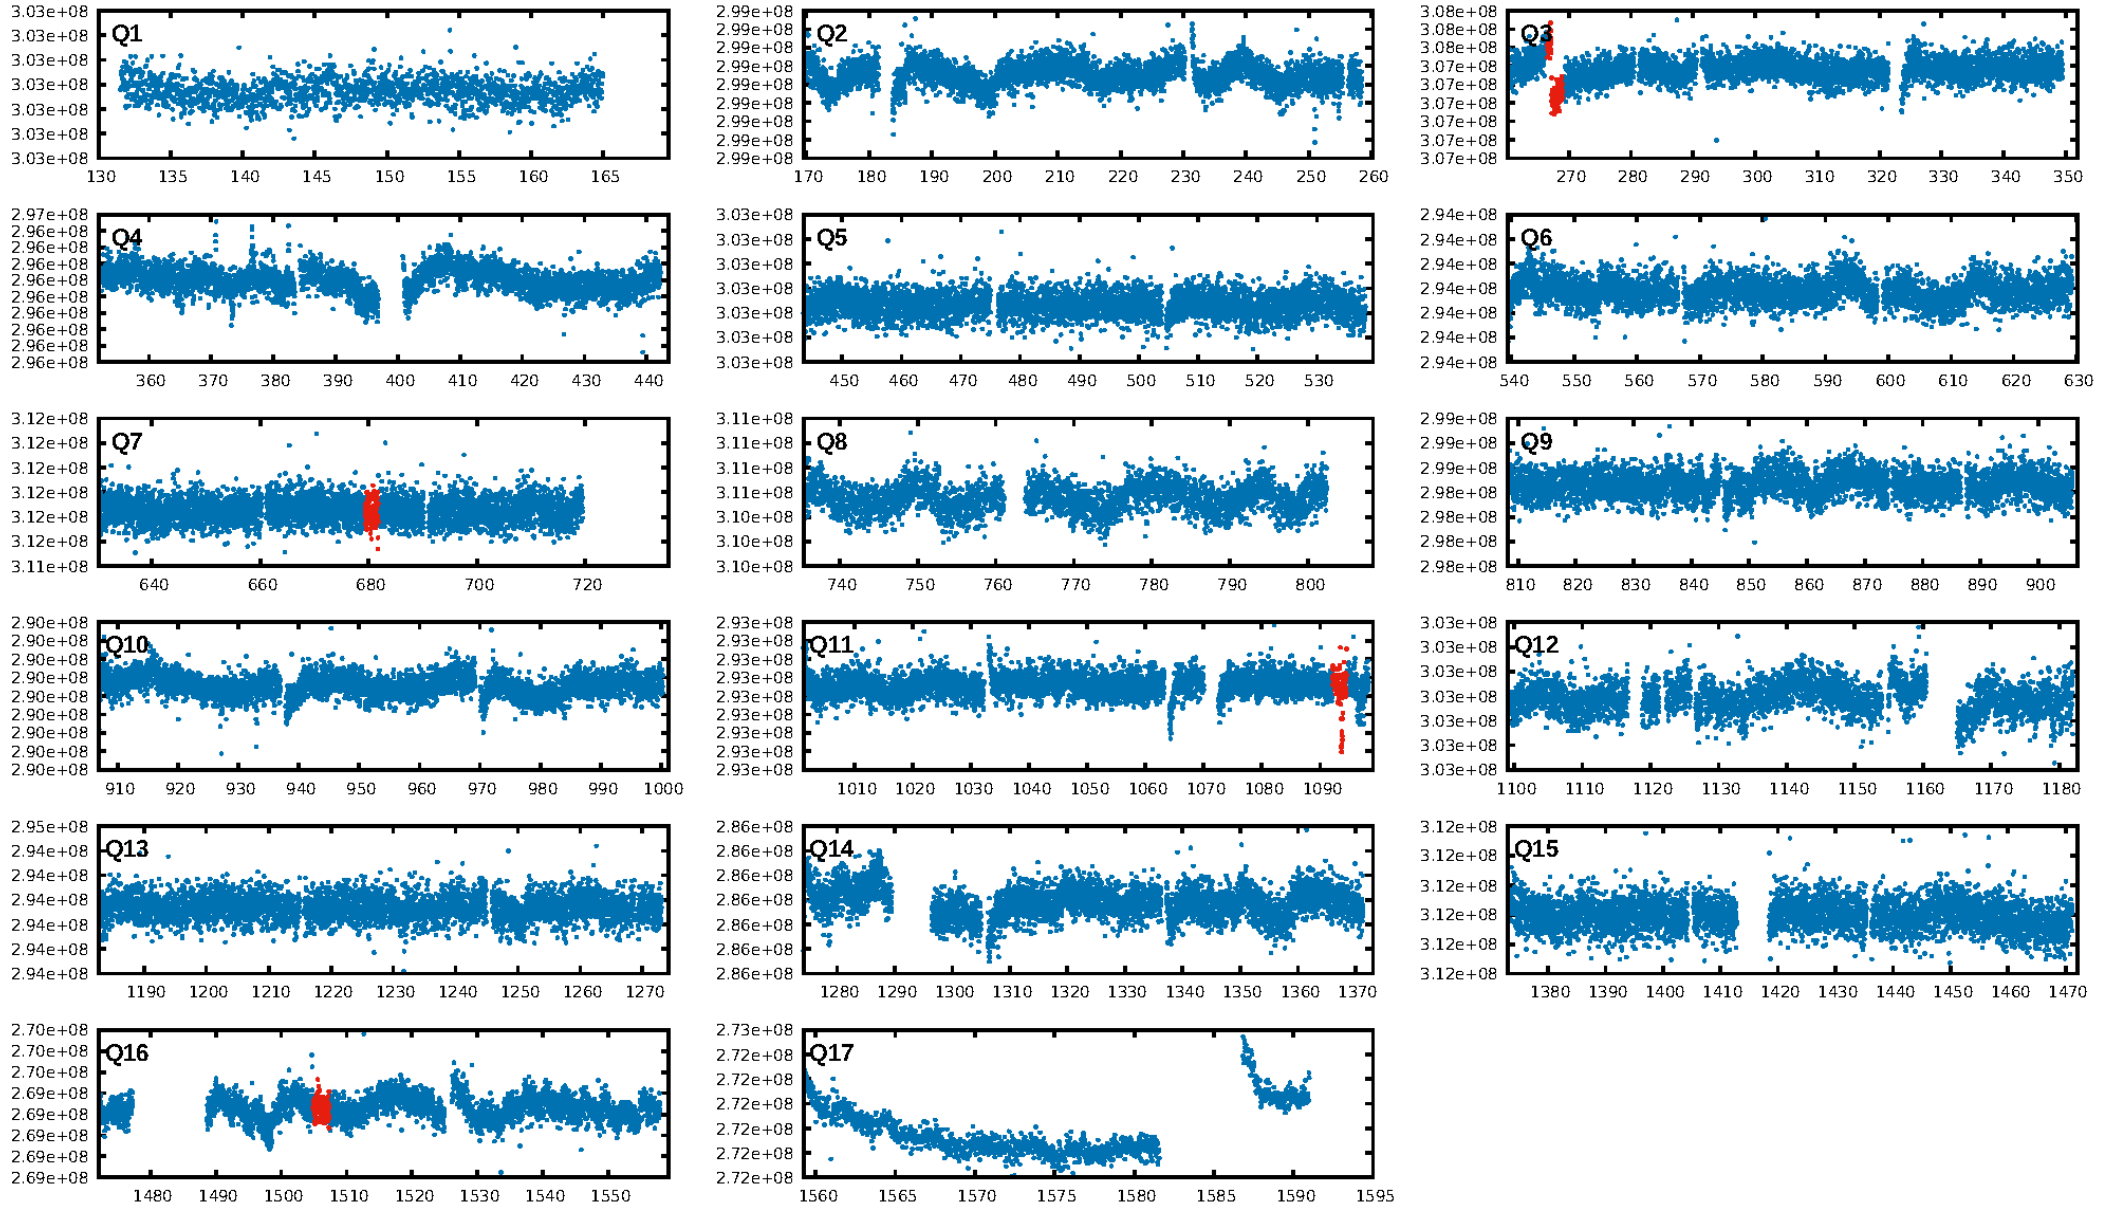 3.03e+08 3.03e+08 3.03e+08 3.03e+08 3.03e+08 3.03e+08 3.03e+08
Q1
130 135 140 145 150 155 160 165
2.99e+08 2.99e+08 2.99e+08 2.99e+08 2.99e+08 2.99e+08 2.99e+08 2.99e+08 2.99e+08
Q2
170 180 190 200 210 220 230 240 250 260
3.08e+08 3.08e+08 3.08e+08 3.07e+08 3.07e+08 3.07e+08 3.07e+08 3.07e+08 3.07e+08
Q3
270 280 290 300 310 320 330 340 350
2.97e+08 2.96e+08 2.96e+08 2.96e+08 2.96e+08 2.96e+08 2.96e+08 2.96e+08 2.96e+08 2.96e+08
Q4
360 370 380 390 400 410 420 430 440
3.03e+08 3.03e+08 3.03e+08 3.03e+08 3.03e+08 3.03e+08 3.03e+08
Q5
450 460 470 480 490 500 510 520 530
2.94e+08 2.94e+08 2.94e+08 2.94e+08 2.94e+08 2.94e+08 2.94e+08
Q6
540 550 560 570 580 590 600 610 620 630
3.12e+08 3.12e+08 3.12e+08 3.12e+08 3.12e+08 3.12e+08 3.11e+08
Q7
640 660 680 700 720
3.11e+08 3.11e+08 3.11e+08 3.11e+08 3.10e+08 3.10e+08 3.10e+08
Q8
740 750 760 770 780 790 800
2.99e+08 2.99e+08 2.99e+08 2.98e+08 2.98e+08 2.98e+08 2.98e+08
Q9
810 820 830 840 850 860 870 880 890 900
2.90e+08 2.90e+08 2.90e+08 2.90e+08 2.90e+08 2.90e+08 2.90e+08 2.90e+08 2.90e+08
Q10
910 920 930 940 950 960 970 980 990 1000
2.93e+08 2.93e+08 2.93e+08 2.93e+08 2.93e+08 2.93e+08 2.93e+08 2.93e+08 2.93e+08
Q11
1010 1020 1030 1040 1050 1060 1070 1080 1090
3.03e+08 3.03e+08 3.03e+08 3.03e+08 3.03e+08 3.03e+08 3.03e+08
Q12
1100 1110 1120 1130 1140 1150 1160 1170 1180
2.95e+08 2.94e+08 2.94e+08 2.94e+08 2.94e+08 2.94e+08 2.94e+08
Q13
1190 1200 1210 1220 1230 1240 1250 1260 1270
2.86e+08 2.86e+08 2.86e+08 2.86e+08 2.86e+08 2.86e+08 2.86e+08
Q14
1280 1290 1300 1310 1320 1330 1340 1350 1360 1370
3.12e+08 3.12e+08 3.12e+08 3.12e+08 3.12e+08 3.12e+08
Q15
1380 1390 1400 1410 1420 1430 1440 1450 1460 1470
2.70e+08 2.70e+08 2.70e+08 2.69e+08 2.69e+08 2.69e+08 2.69e+08 2.69e+08
Q16
1480 1490 1500 1510 1520 1530 1540 1550
2.73e+08 2.72e+08 2.72e+08 2.72e+08 2.72e+08 2.72e+08 2.72e+08
Q17
1560 1565 1570 1575 1580 1585 1590 1595